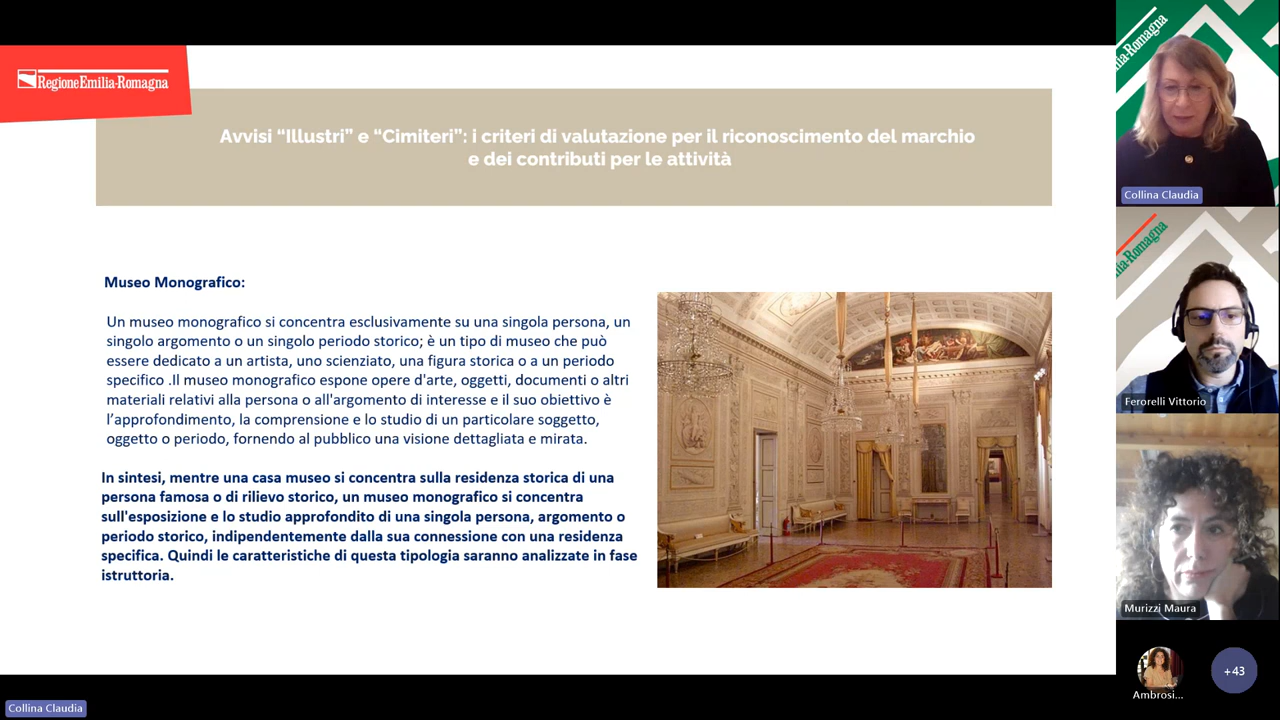 RegioneEmilia-Romagna
Avvisi “Illustri” e “Cimiteri”: i criteri di valutazione per il riconoscimento del marchio
e dei contributi per le attività
Museo Monografico:
Un museo monografico si concentra esclusivamente su una singola persona, un
singolo argomento o un singolo periodo storico; è un tipo di museo che può
essere dedicato a un artista, uno scienziato, una figura storica o a un periodo
specifico .Il museo monografico espone opere d'arte, oggetti, documenti o altri
materiali relativi alla persona o all'argomento di interesse e il suo obiettivo è
l’approfondimento, la comprensione e lo studio di un particolare soggetto,
oggetto o periodo, fornendo al pubblico una visione dettagliata e mirata.
In sintesi, mentre una casa museo si concentra sulla residenza storica di una
persona famosa o di rilievo storico, un museo monografico si concentra
sull'esposizione e lo studio approfondito di una singola persona, argomento o
periodo storico, indipendentemente dalla sua connessione con una residenza
specifica. Quindi le caratteristiche di questa tipologia saranno analizzate in fase
istruttoria.
ilia-Romagna
Collina Claudia
ilia-Romagna
Ferorelli Vittorio
Murizzi Maura
Ambrosi...
+43
Collina Claudia